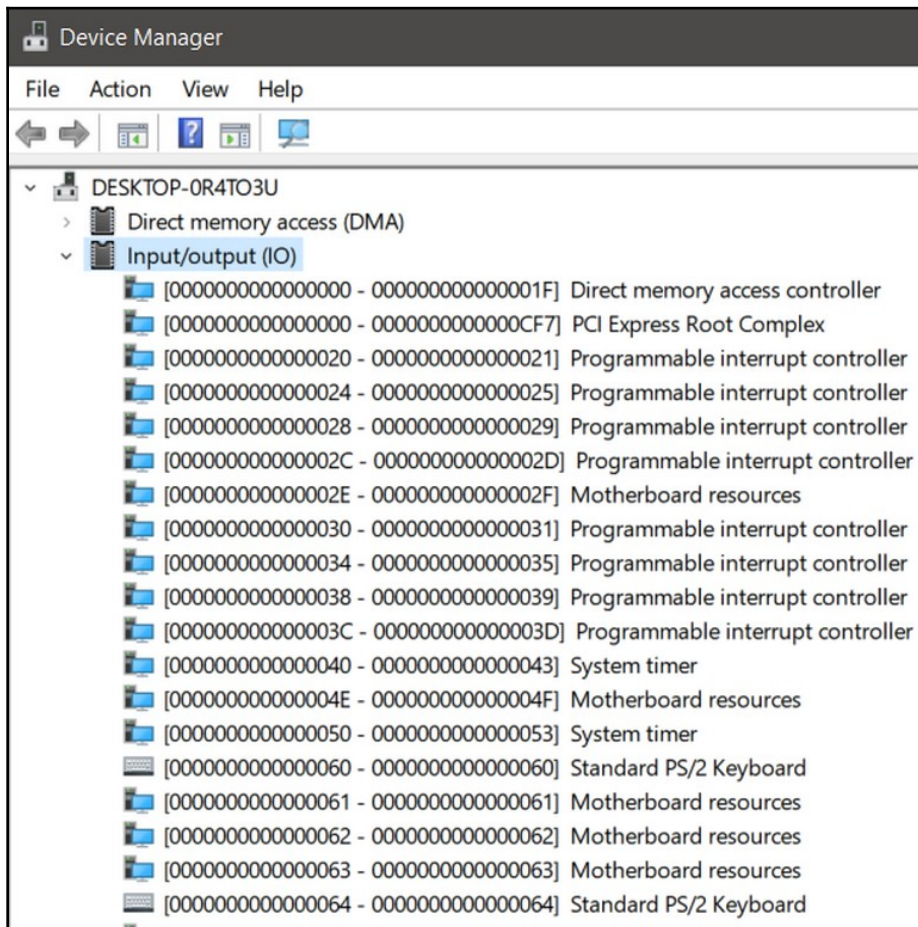 Device Manager
File Action View Help
DESKTOP-0R4TO3U
Direct memory access (DMA)
Input/output (IO)
[0000000000000000 - 000000000000001F] Direct memory access controller
[0000000000000000 - 0000000000000CF7] PCI Express Root Complex
[0000000000000020 - 0000000000000021] Programmable interrupt controller
[0000000000000024 - 0000000000000025] Programmable interrupt controller
[0000000000000028 - 0000000000000029] Programmable interrupt controller
[000000000000002C - 000000000000002D] Programmable interrupt controller
[000000000000002E - 000000000000002F] Motherboard resources
[0000000000000030 - 0000000000000031] Programmable interrupt controller
[0000000000000034 - 0000000000000035] Programmable interrupt controller
[0000000000000038 - 0000000000000039] Programmable interrupt controller
[000000000000003C - 000000000000003D] Programmable interrupt controller
[0000000000000040 - 0000000000000043] System timer
[000000000000004E - 000000000000004F] Motherboard resources
[0000000000000050 - 0000000000000053] System timer
[0000000000000060 - 0000000000000060] Standard PS/2 Keyboard
[0000000000000061 - 0000000000000061] Motherboard resources
[0000000000000062 - 0000000000000062] Motherboard resources
[0000000000000063 - 0000000000000063] Motherboard resources
[0000000000000064 - 0000000000000064] Standard PS/2 Keyboard